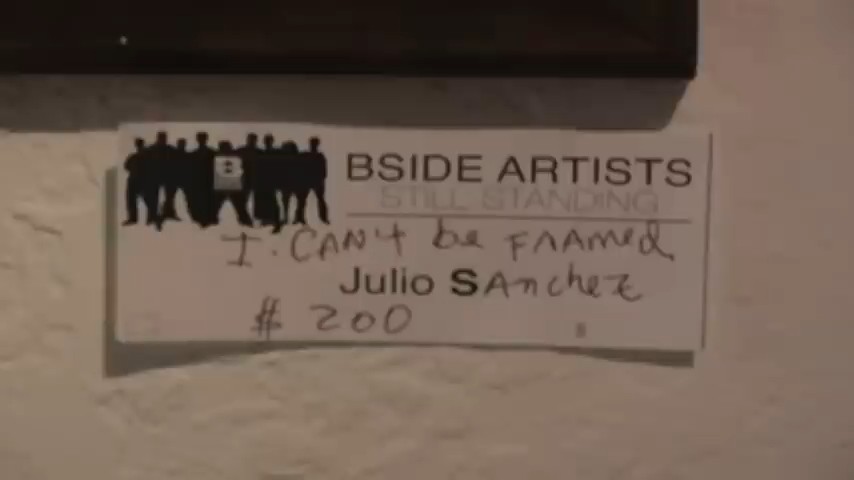 B
BSIDE ARTISTS
STILL STANDING
I CAN't be FRAMED
Julio SAnchez
# 200